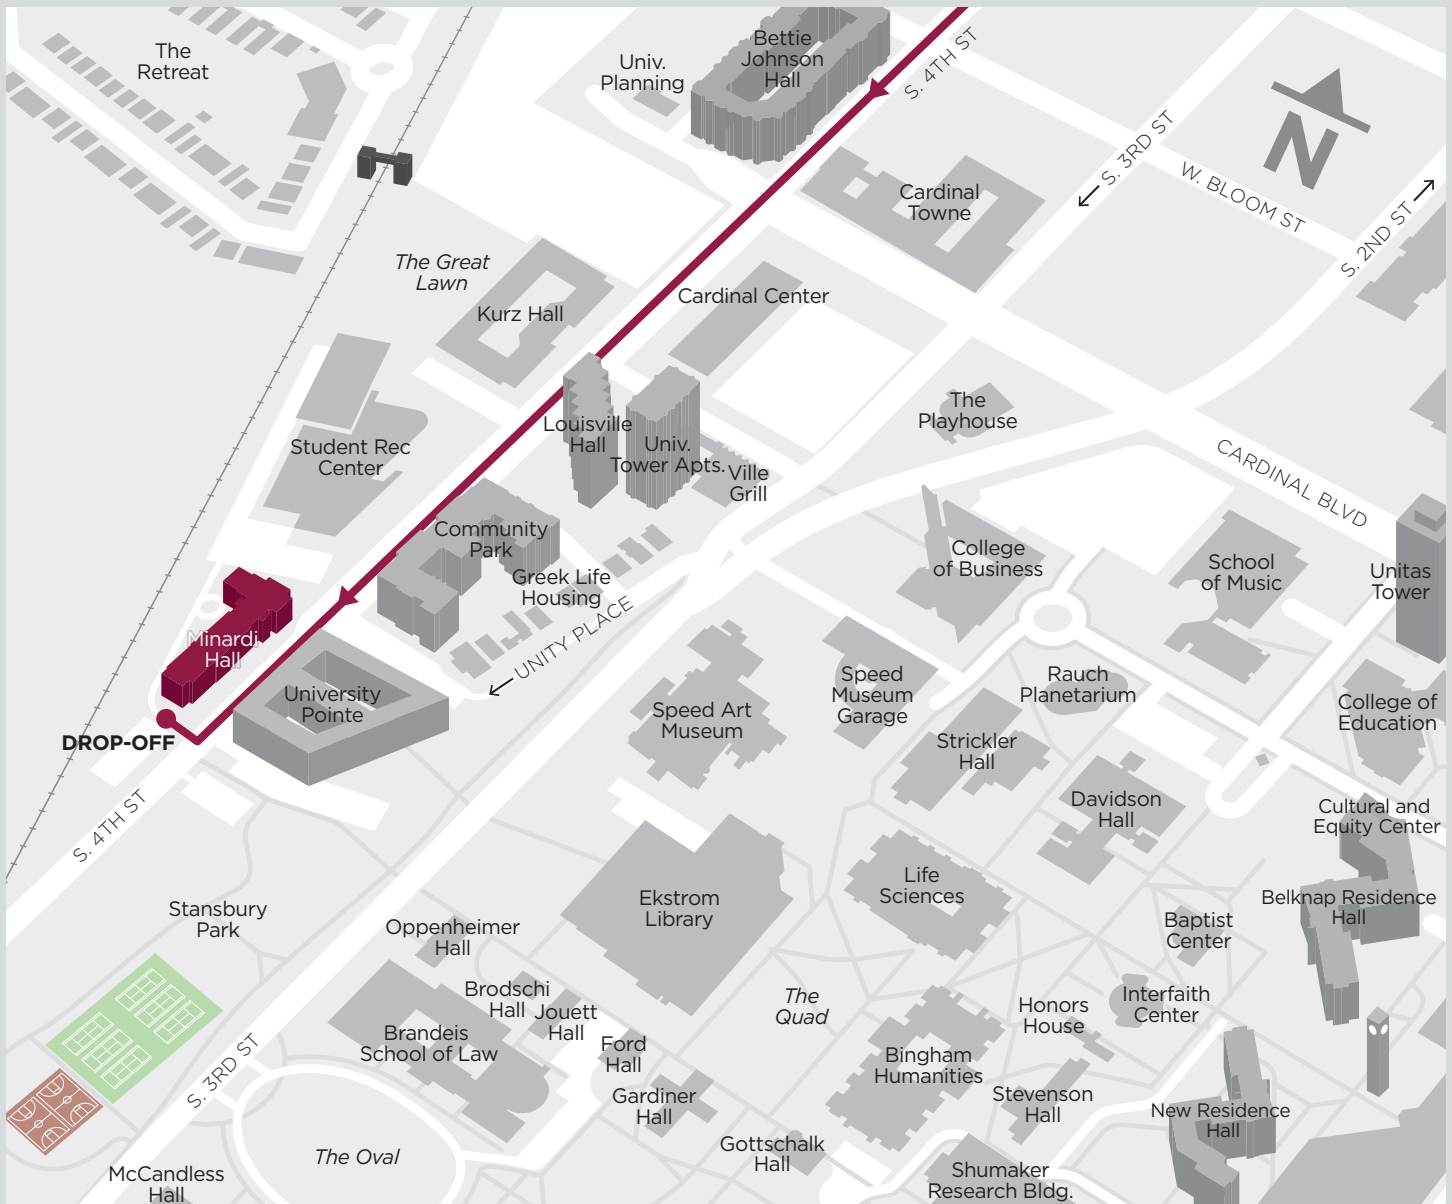 The
Retreat
Univ.
Planning
Bettie
Johnson
Hall
S. 4TH ST
S. 3RD ST
N
W. BLOOM ST
S. 2ND ST
Cardinal
Towne
The Great
Lawn
Kurz Hall
Cardinal Center
The
Playhouse
Louisville
Hall
Univ.
Tower Apts.
Ville
Grill
Student Rec
Center
CARDINAL BLVD
Community
Park
College
of Business
School
of Music
Unitas
Tower
Greek Life
Housing
UNITY PLACE
Minardi
Hall
University
Pointe
DROP-OFF
Speed Art
Museum
Speed
Museum
Garage
Rauch
Planetarium
College of
Education
Strickler
Hall
Davidson
Hall
Cultural and
Equity Center
S. 4TH ST
Stansbury
Park
Oppenheimer
Hall
Ekstrom
Library
Life
Sciences
Baptist
Center
Belknap Residence
Hall
Brodschi
Hall
Jouett
Hall
The
Quad
Honors
House
Interfaith
Center
Brandeis
School of Law
Ford
Hall
Bingham
Humanities
S. 3RD ST
Gardiner
Hall
Stevenson
Hall
New Residence
Hall
The Oval
Gottschalk
Hall
McCandless
Hall
Shumaker
Research Bldg.